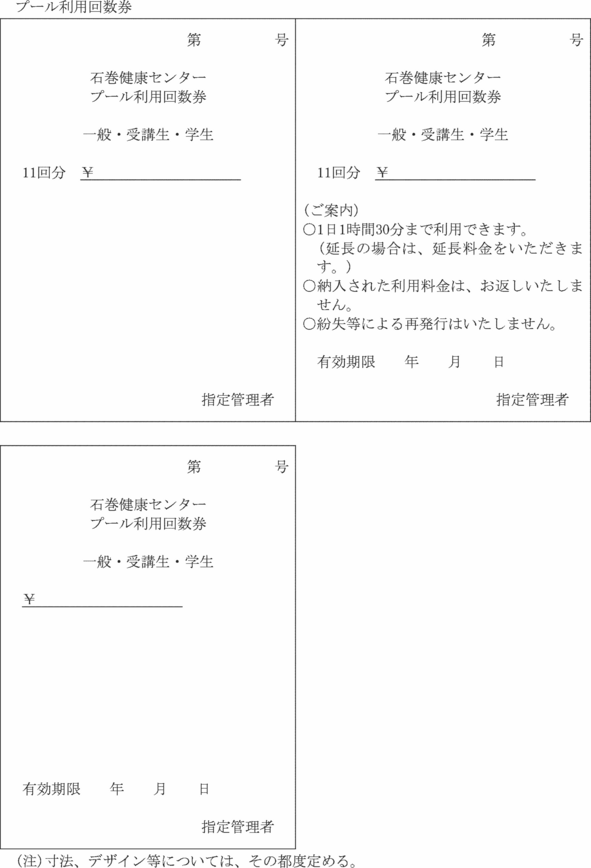 プール利用回数券
第　　　　　号
石巻健康センター
プール利用回数券
一般・受講生・学生
11回分　￥
指定管理者
第　　　　　号
石巻健康センター
プール利用回数券
一般・受講生・学生
11回分　￥
(ご案内)
○1日1時間30分まで利用できます。
(延長の場合は、延長料金をいただきま
す。)
○納入された利用料金は、お返しいたしま
せん。
○紛失等による再発行はいたしません。
有効期限　　年　　月　　日
指定管理者
第　　　　　号
石巻健康センター
プール利用回数券
一般・受講生・学生
￥
有効期限　　年　　月　　日
指定管理者
(注)寸法、デザイン等については、その都度定める。